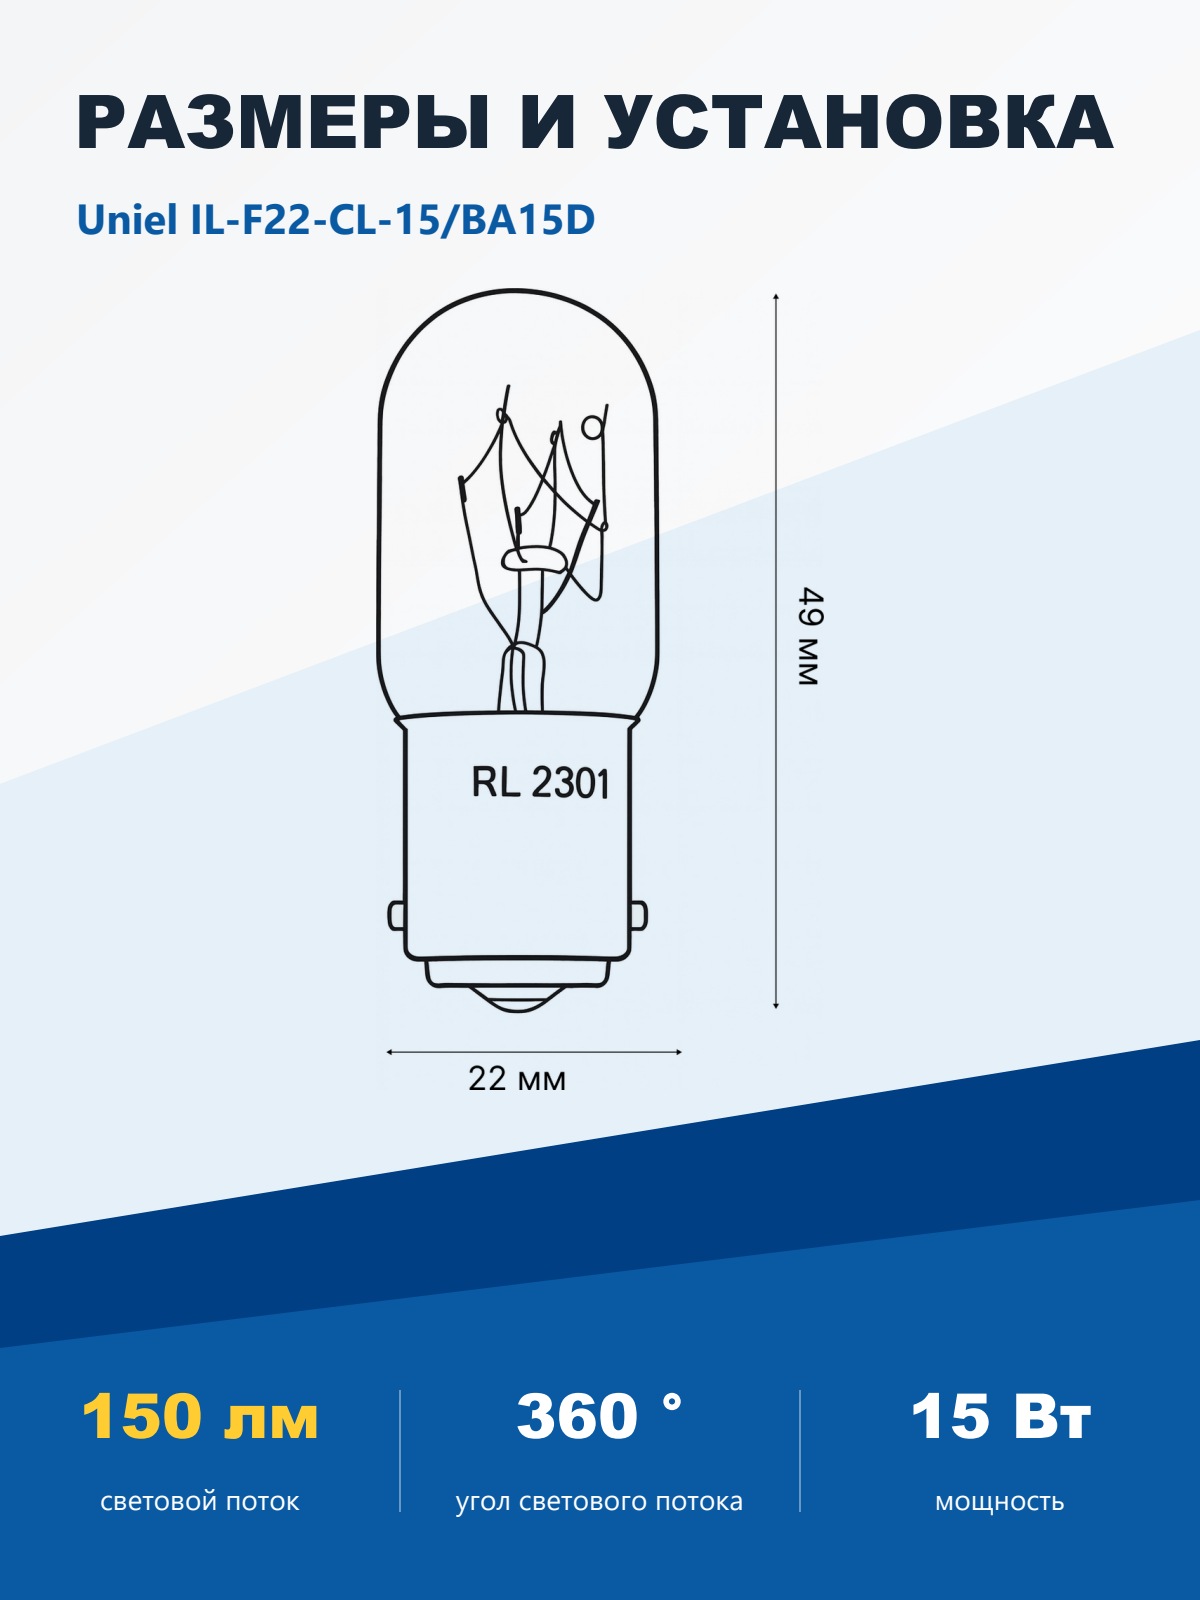 РАЗМЕРЫ И УСТАНОВКА
Uniel IL-F22-CL-15/BA15D
49 мм
RL 2301
22 мм
150 лм
световой поток
360 °
угол светового потока
15 Вт
мощность